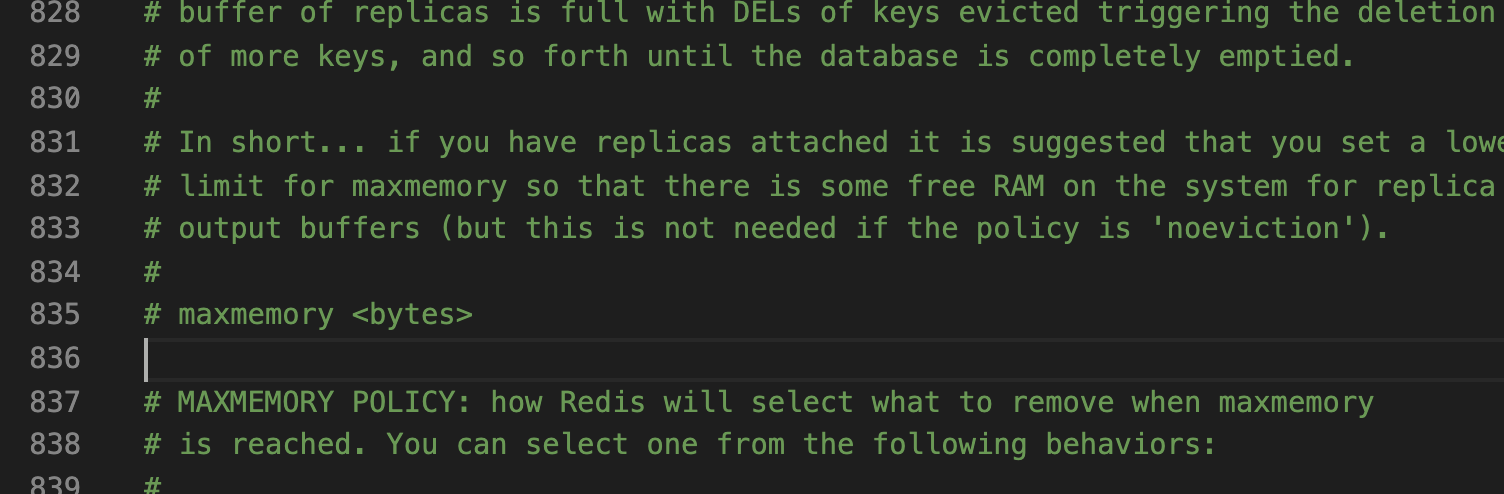 828 # buffer of replicas is full with DELs of keys evicted triggering the deletion
829 # of more keys, and so forth until the database is completely emptied.
830 #
831 # In short... if you have replicas attached it is suggested that you set a lowe
832 # limit for maxmemory so that there is some free RAM on the system for replica
833 # output buffers (but this is not needed if the policy is 'noeviction').
834 #
835 # maxmemory <bytes>
836
837 # MAXMEMORY POLICY: how Redis will select what to remove when maxmemory
838 # is reached. You can select one from the following behaviors:
839 #